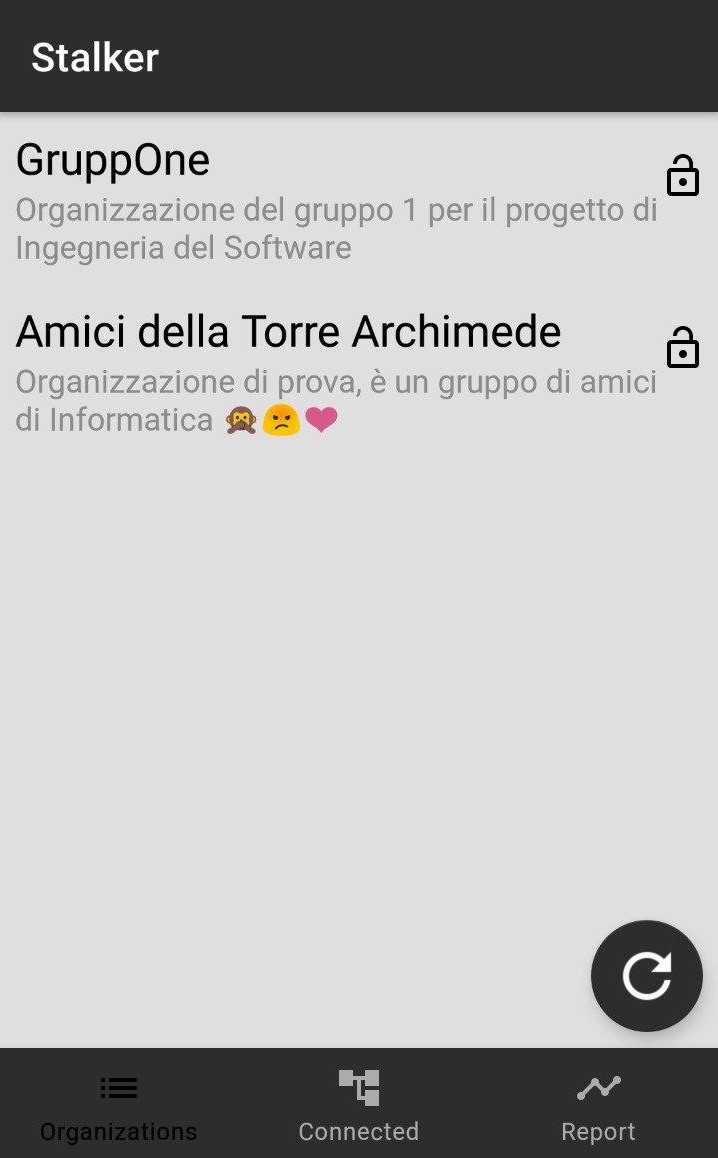 Stalker
GruppOne
Organizzazione del gruppo 1 per il progetto di
Ingegneria del Software
Amici della Torre Archimede
Organizzazione di prova, è un gruppo di amici
di Informatica 🙊😡❤
Organizations
Connected
Report